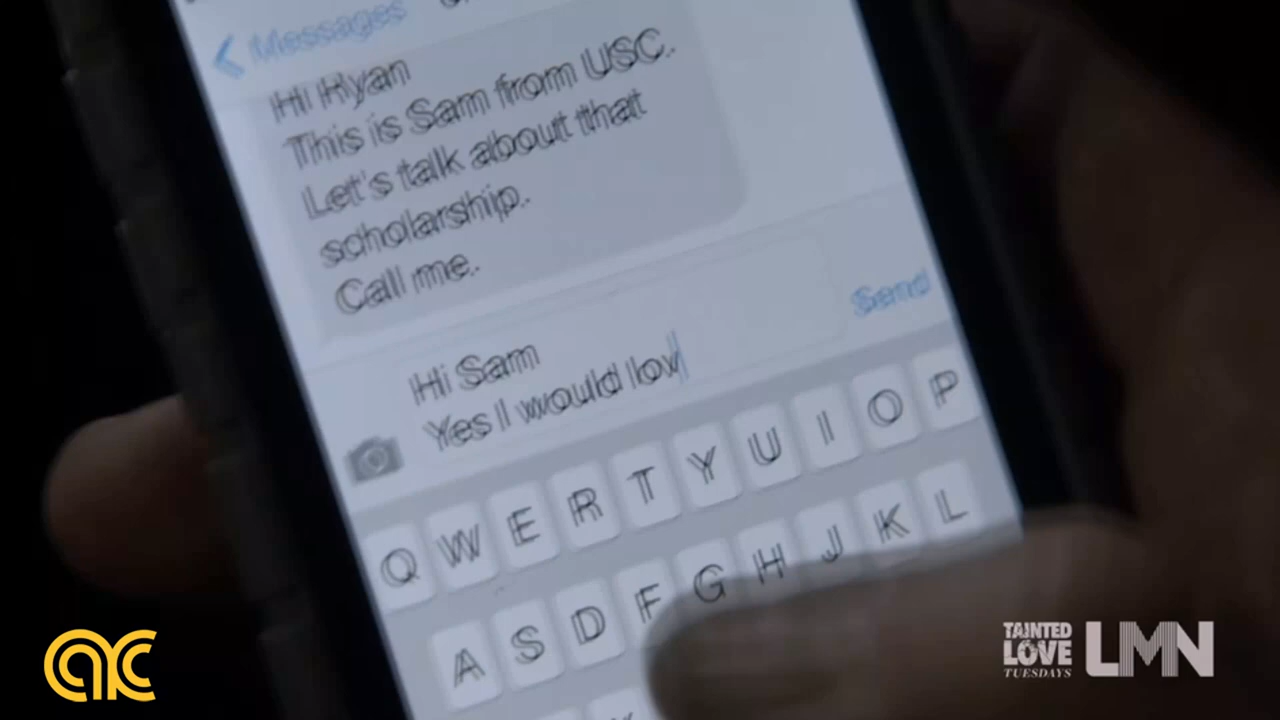 Messages
Hi Ryan
This is Sam from USC.
Let's talk about that
scholarship.
Call me.
Hi Sam
Yes I would lov
Send
Q W E R T Y U I O P
A S D F G H J K L
TAINTED
LOVE
TUESDAYS
LMN